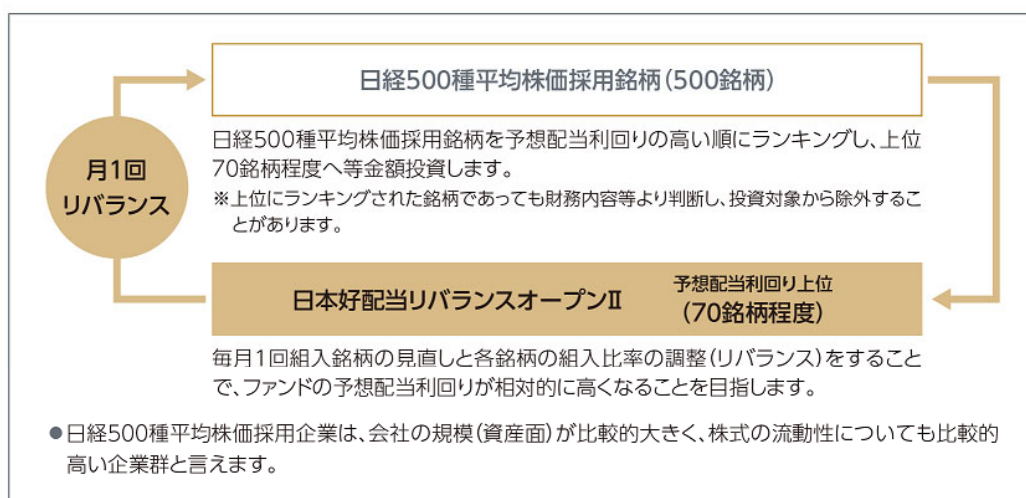 日経500種平均株価採用銘柄(500銘柄)
日経500種平均株価採用銘柄を予想配当利回りの高い順にランキングし、上位
70銘柄程度へ等金額投資します。
※上位にランキングされた銘柄であっても財務内容等より判断し、投資対象から除外するこ
とがあります。
月1回
リバランス
日本好配当リバランスオープンⅡ
予想配当利回り上位
(70銘柄程度)
毎月1回組入銘柄の見直しと各銘柄の組入比率の調整(リバランス)をすること
で、ファンドの予想配当利回りが相対的に高くなることを目指します。
●日経500種平均株価採用企業は、会社の規模(資産面)が比較的大きく、株式の流動性についても比較的
高い企業群と言えます。